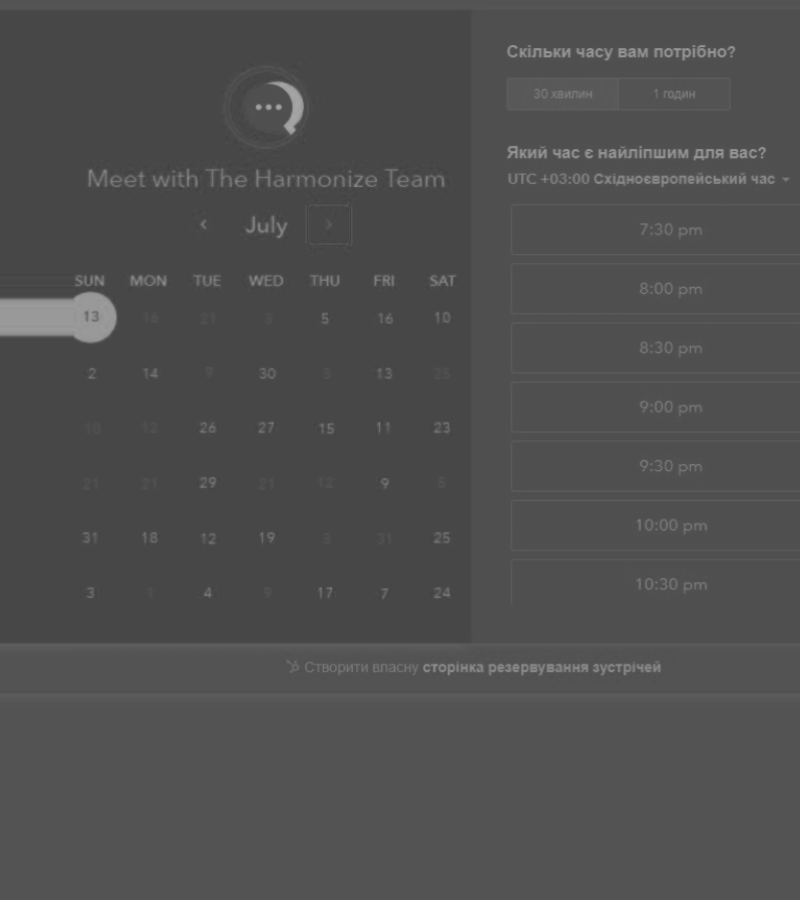 Meet with The Harmonize Team
July
SUN MON TUE WED THU FRI SAT
13 16 21 3 5 16 10
2 14 9 30 3 13 25
18 12 26 27 15 11 23
21 21 29 21 12 9 5
31 18 12 19 3 31 25
3 4 9 17 7 24
Скільки часу вам потрібно?
30 хвилин 1 годин
Який час є найліпшим для вас?
UTC +03:00 Східноєвропейський час
7:30 pm
8:00 pm
8:30 pm
9:00 pm
9:30 pm
10:00 pm
10:30 pm
Створити власну сторінка резервування зустрічей